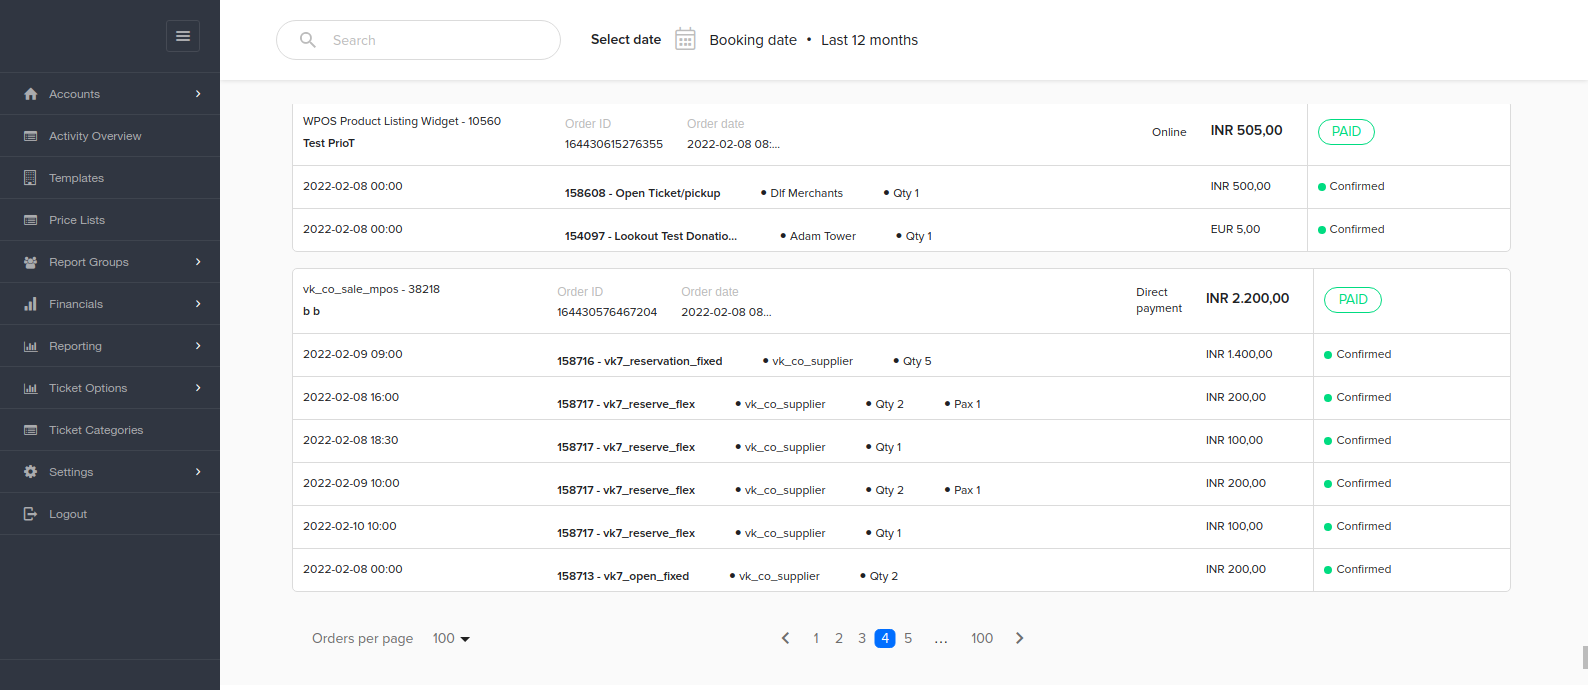 Search
Select date
Booking date • Last 12 months
Accounts
Activity Overview
Templates
Price Lists
Report Groups
Financials
Reporting
Ticket Options
Ticket Categories
Settings
Logout
WPOS Product Listing Widget - 10560
Test PrioT
Order ID
164430615276355
Order date
2022-02-08 08:...
Online
INR 505,00
PAID
2022-02-08 00:00 158608 - Open Ticket/pickup • Dlf Merchants • Qty 1 INR 500,00 Confirmed
2022-02-08 00:00 154097 - Lookout Test Donatio... • Adam Tower • Qty 1 EUR 5,00 Confirmed
vk_co_sale_mpos - 38218
b b
Order ID
164430576467204
Order date
2022-02-08 08...
Direct
payment
INR 2.200,00
PAID
2022-02-09 09:00 158716 - vk7_reservation_fixed • vk_co_supplier • Qty 5 INR 1.400,00 Confirmed
2022-02-08 16:00 158717 - vk7_reserve_flex • vk_co_supplier • Qty 2 • Pax 1 INR 200,00 Confirmed
2022-02-08 18:30 158717 - vk7_reserve_flex • vk_co_supplier • Qty 1 INR 100,00 Confirmed
2022-02-09 10:00 158717 - vk7_reserve_flex • vk_co_supplier • Qty 2 • Pax 1 INR 200,00 Confirmed
2022-02-10 10:00 158717 - vk7_reserve_flex • vk_co_supplier • Qty 1 INR 100,00 Confirmed
2022-02-08 00:00 158713 - vk7_open_fixed • vk_co_supplier • Qty 2 INR 200,00 Confirmed
Orders per page 100
1 2 3 4 5 ... 100